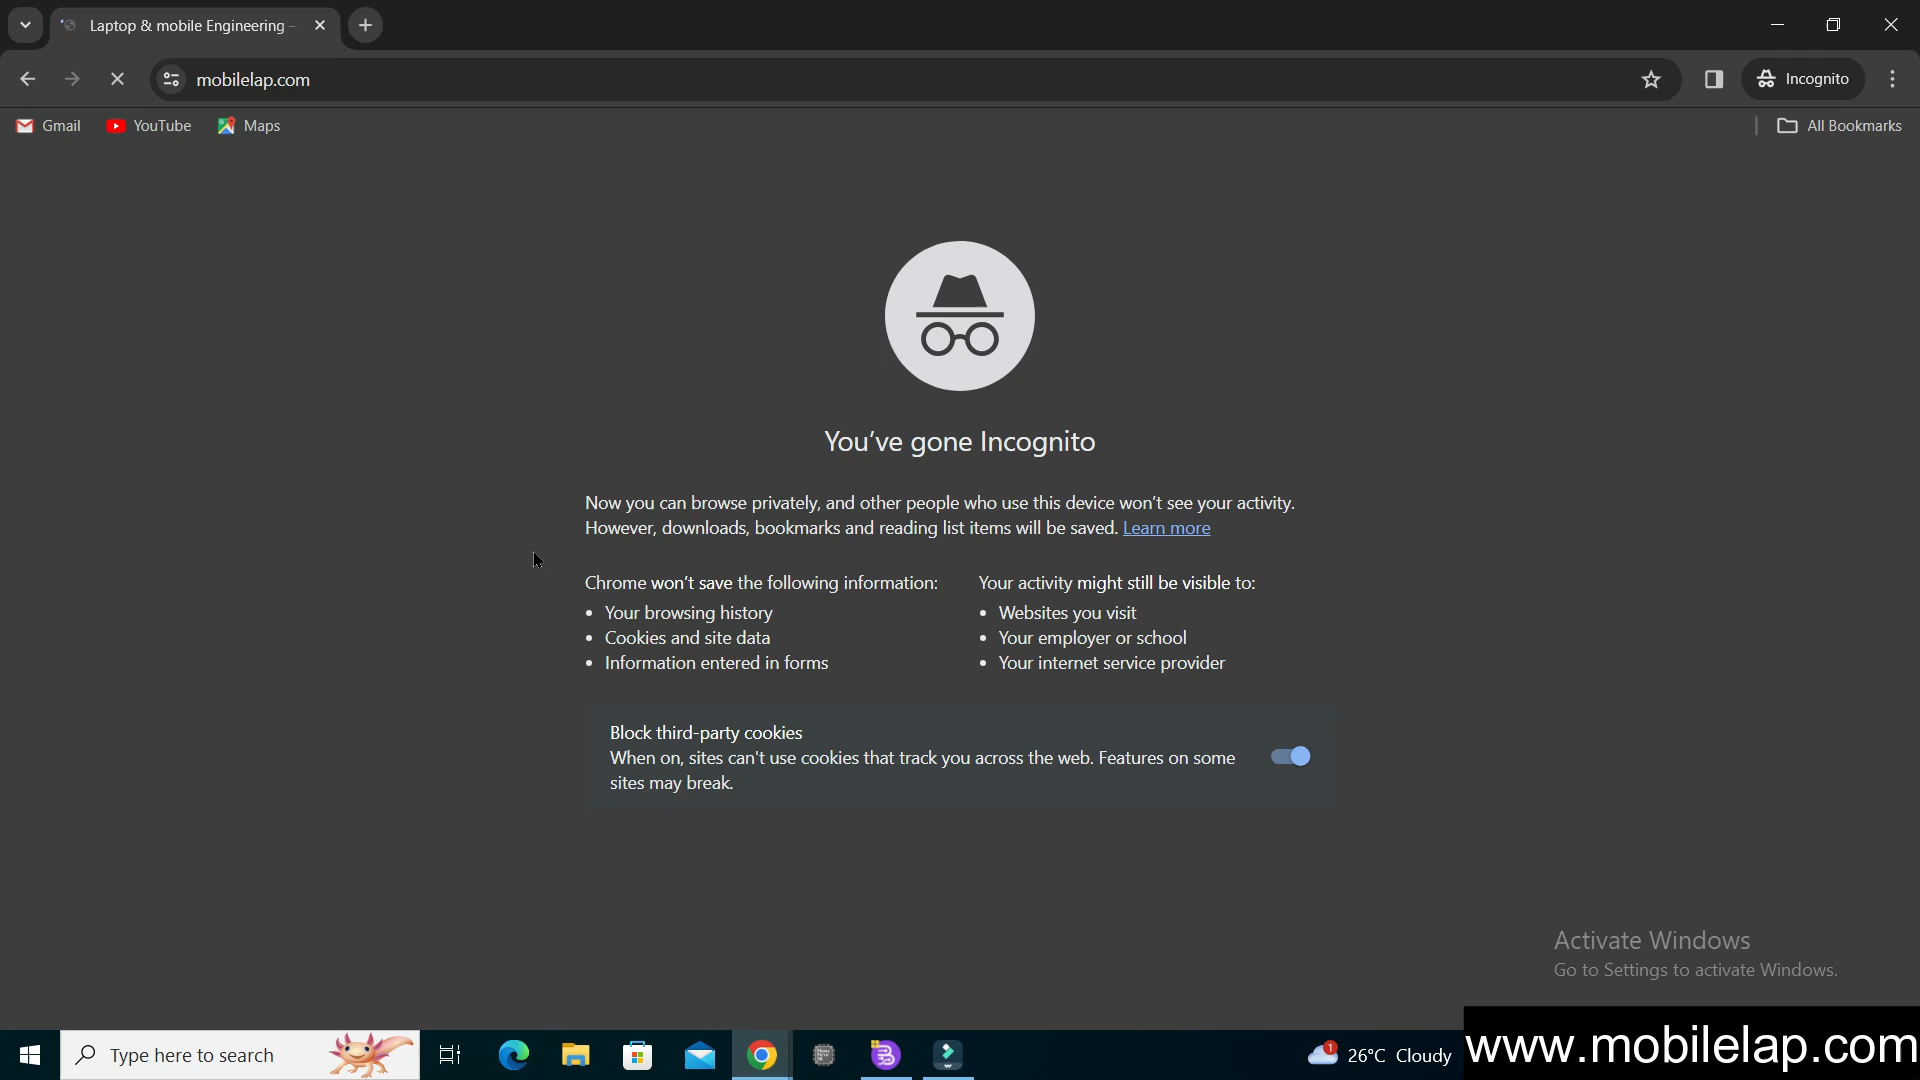 Laptop & mobile Engineering -
mobilelap.com
Incognito
Gmail
YouTube
Maps
All Bookmarks
You've gone Incognito
Now you can browse privately, and other people who use this device won't see your activity.
However, downloads, bookmarks and reading list items will be saved. Learn more
Chrome won't save the following information:
• Your browsing history
• Cookies and site data
• Information entered in forms
Your activity might still be visible to:
• Websites you visit
• Your employer or school
• Your internet service provider
Block third-party cookies
When on, sites can't use cookies that track you across the web. Features on some
sites may break.
Activate Windows
Go to Settings to activate Windows.
Type here to search
1
26°C Cloudy
www.mobilelap.com